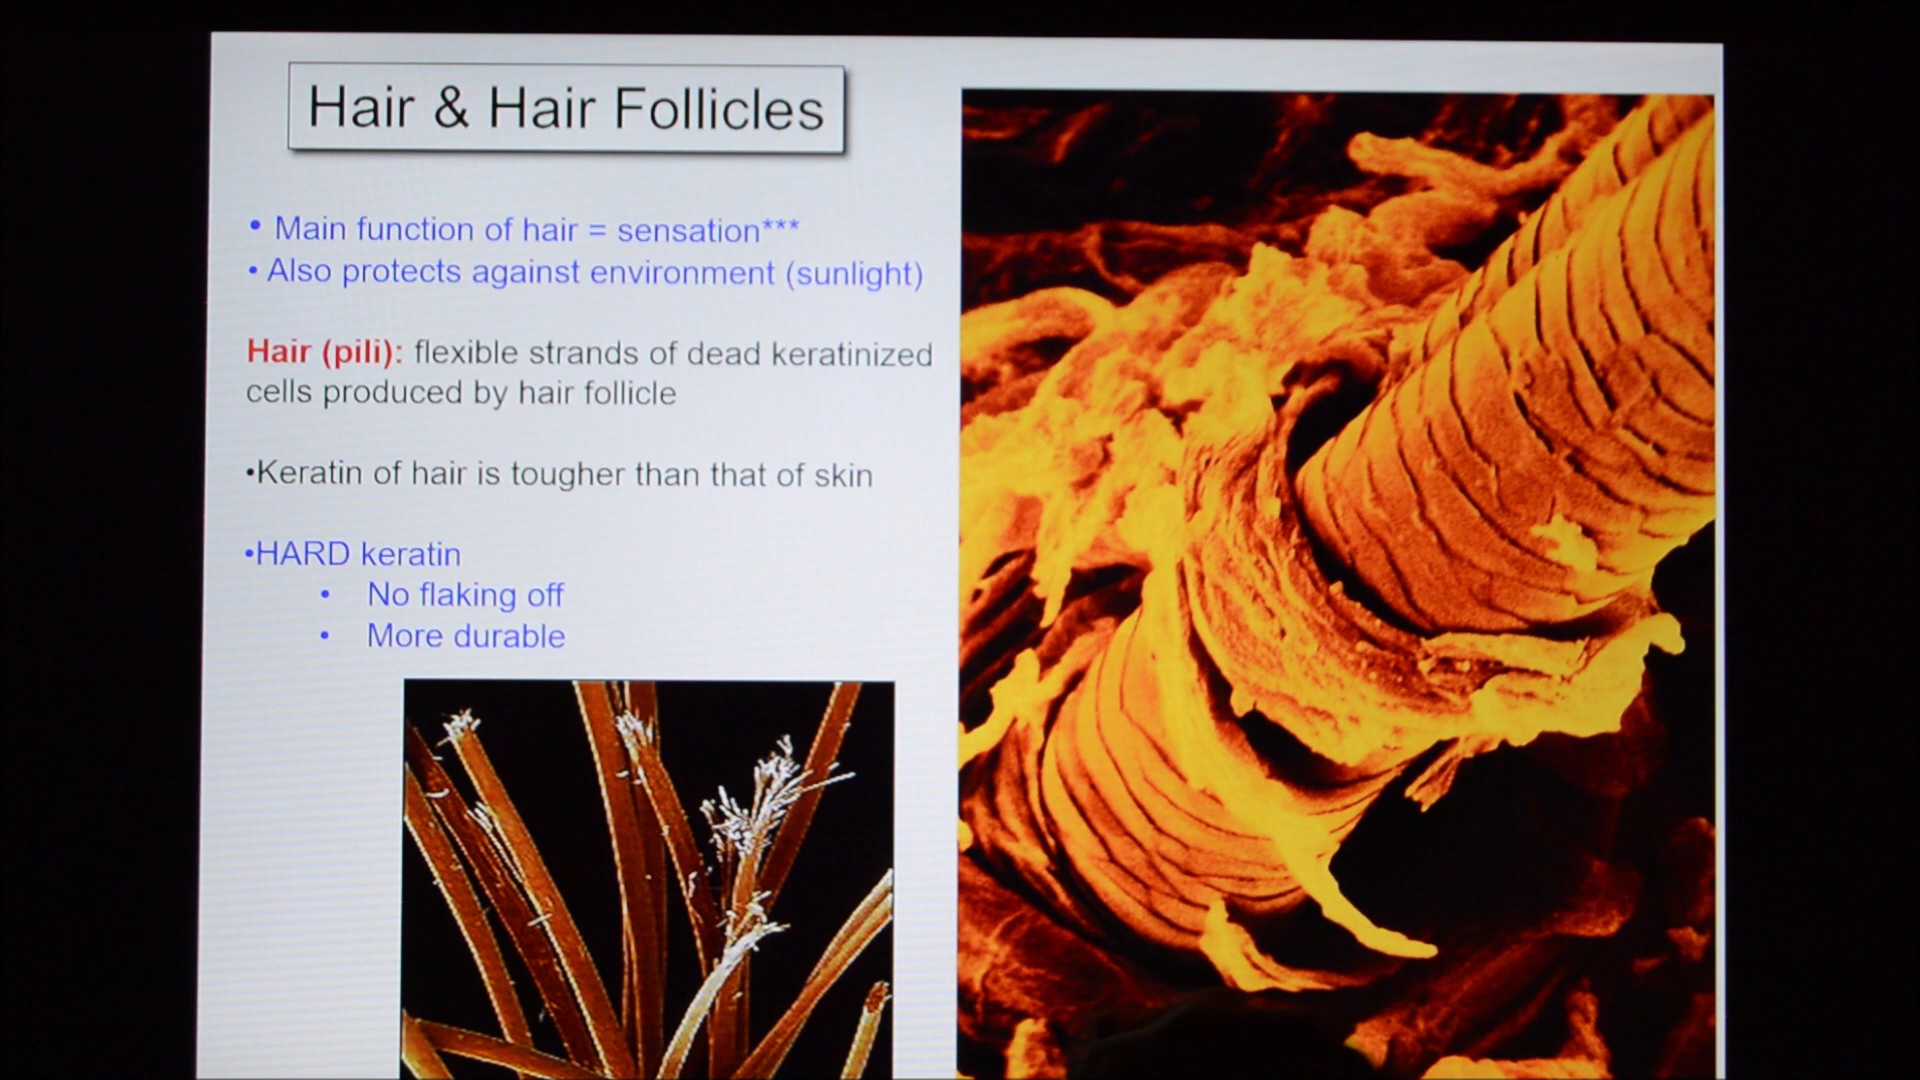 Hair & Hair Follicles
• Main function of hair = sensation***
• Also protects against environment (sunlight)
Hair (pili): flexible strands of dead keratinized
cells produced by hair follicle
•Keratin of hair is tougher than that of skin
•HARD keratin
• No flaking off
• More durable